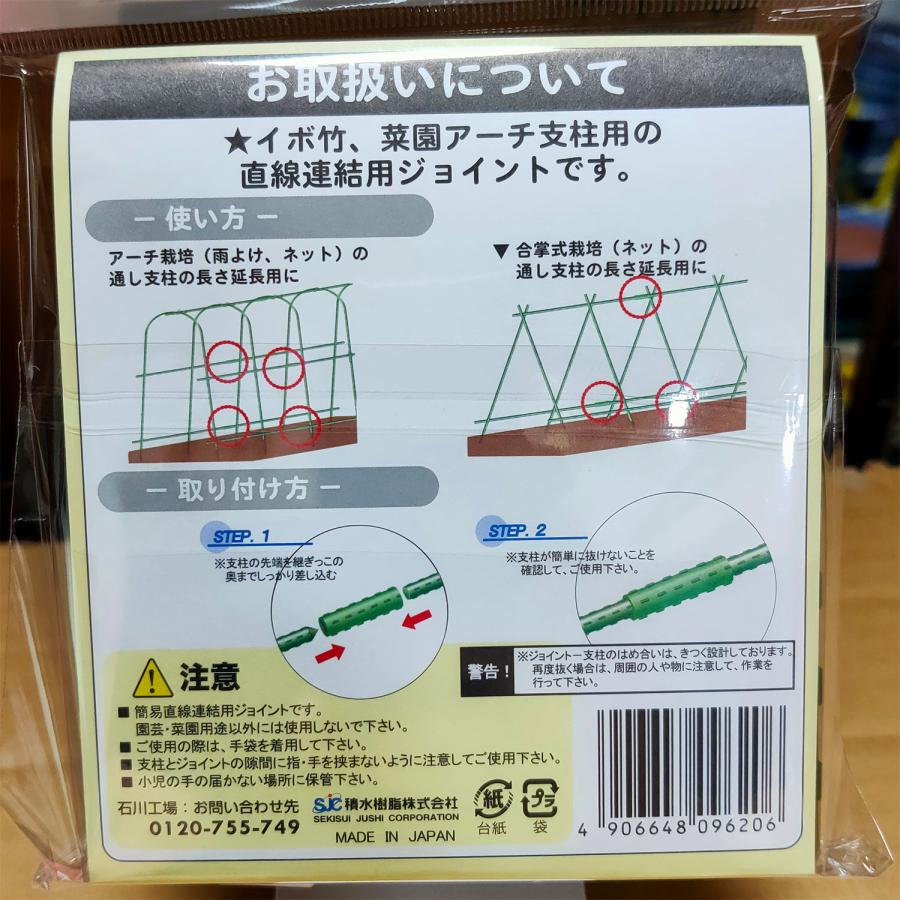 お取扱いについて
★イボ竹、菜園アーチ支柱用の
直線連結用ジョイントです。
― 使い方 ―
アーチ栽培（雨よけ、ネット）の
通し支柱の長さ延長用に
▼ 合掌式栽培（ネット）の
通し支柱の長さ延長用に
― 取り付け方 ―
STEP. 1
※支柱の先端を継ぎっこの
奥までしっかり差し込む
STEP. 2
※支柱が簡単に抜けないことを
確認して、ご使用下さい。
警告！
※ジョイントー支柱のはめ合いは、きつく設計しております。
再度抜く場合は、周囲の人や物に注意して、作業を
行って下さい。
注意
■ 簡易直線連結用ジョイントです。
園芸・菜園用途以外には使用しないで下さい。
■ ご使用の際は、手袋を着用して下さい。
■ 支柱とジョイントの隙間に指・手を挟まないように注意してご使用下さい。
■ 小児の手の届かない場所に保管下さい。
石川工場：お問い合わせ先
0120-755-749
SJC 積水樹脂株式会社
SEKISUI JUSHI CORPORATION
MADE IN JAPAN
紙
台紙
プラ
袋
4 906648 096206